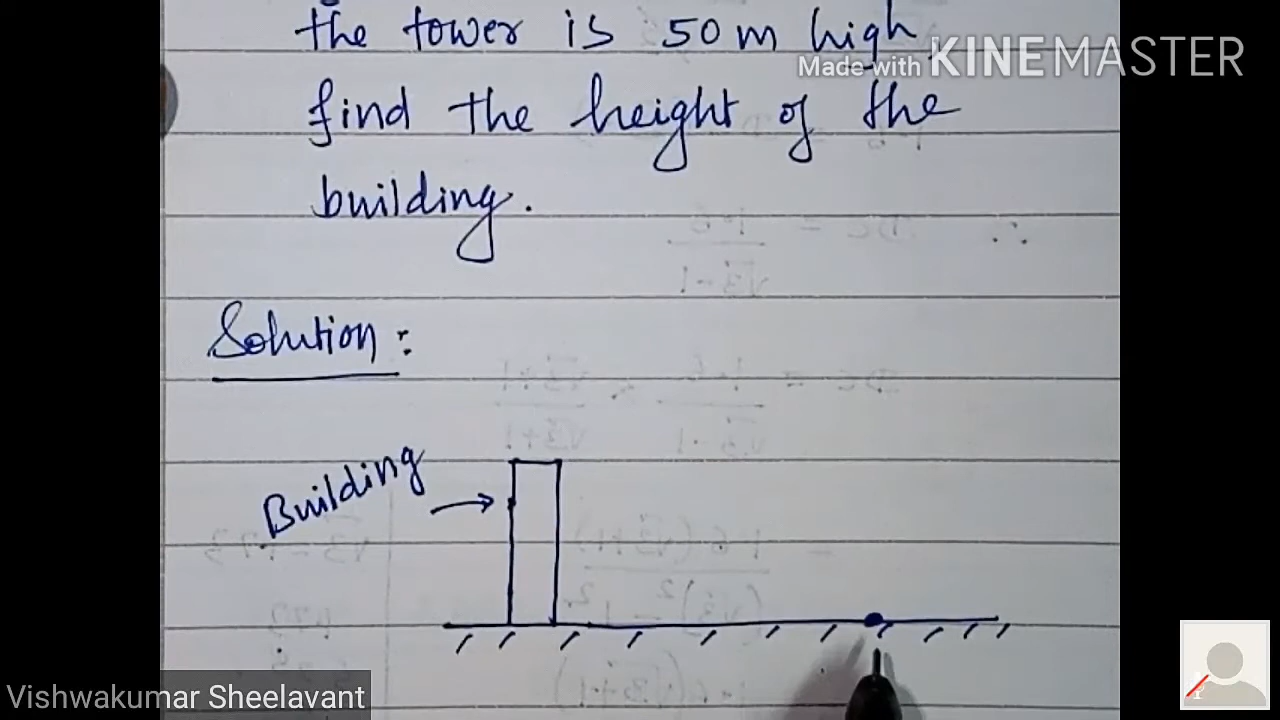 the tower is 50 m high,
Made with KINEMASTER
find the height of the
building.
Solution :
Building
Vishwakumar Sheelavant